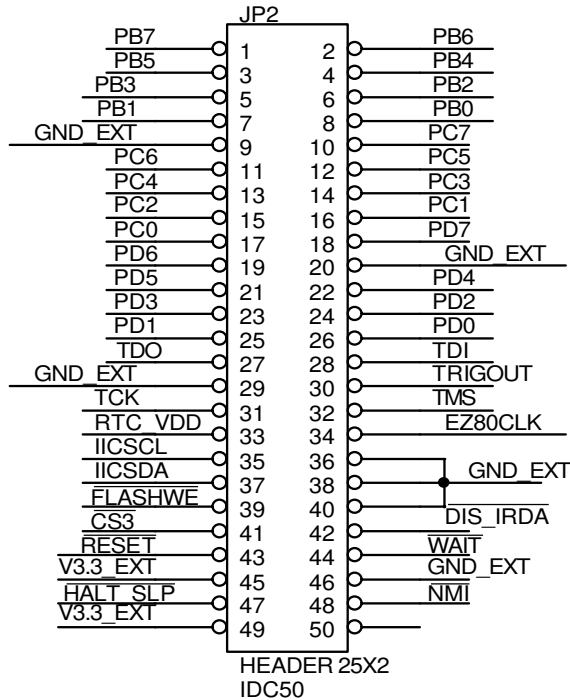 JP2
PB7 1 2 PB6
PB5 3 4 PB4
PB3 5 6 PB2
PB1 7 8 PB0
GND_EXT 9 10 PC7
PC6 11 12 PC5
PC4 13 14 PC3
PC2 15 16 PC1
PC0 17 18 PD7
PD6 19 20 GND_EXT
PD5 21 22 PD4
PD3 23 24 PD2
PD1 25 26 PD0
TDO 27 28 TDI
GND_EXT 29 30 TRIGOUT
TCK 31 32 TMS
RTC_VDD 33 34 EZ80CLK
IICSCL 35 36
IICSDA 37 38 GND_EXT
FLASHWE 39 40
CS3 41 42 DIS_IRDA
RESET 43 44 WAIT
V3.3_EXT 45 46 GND_EXT
HALT_SLP 47 48 NMI
V3.3_EXT 49 50
HEADER 25X2
IDC50